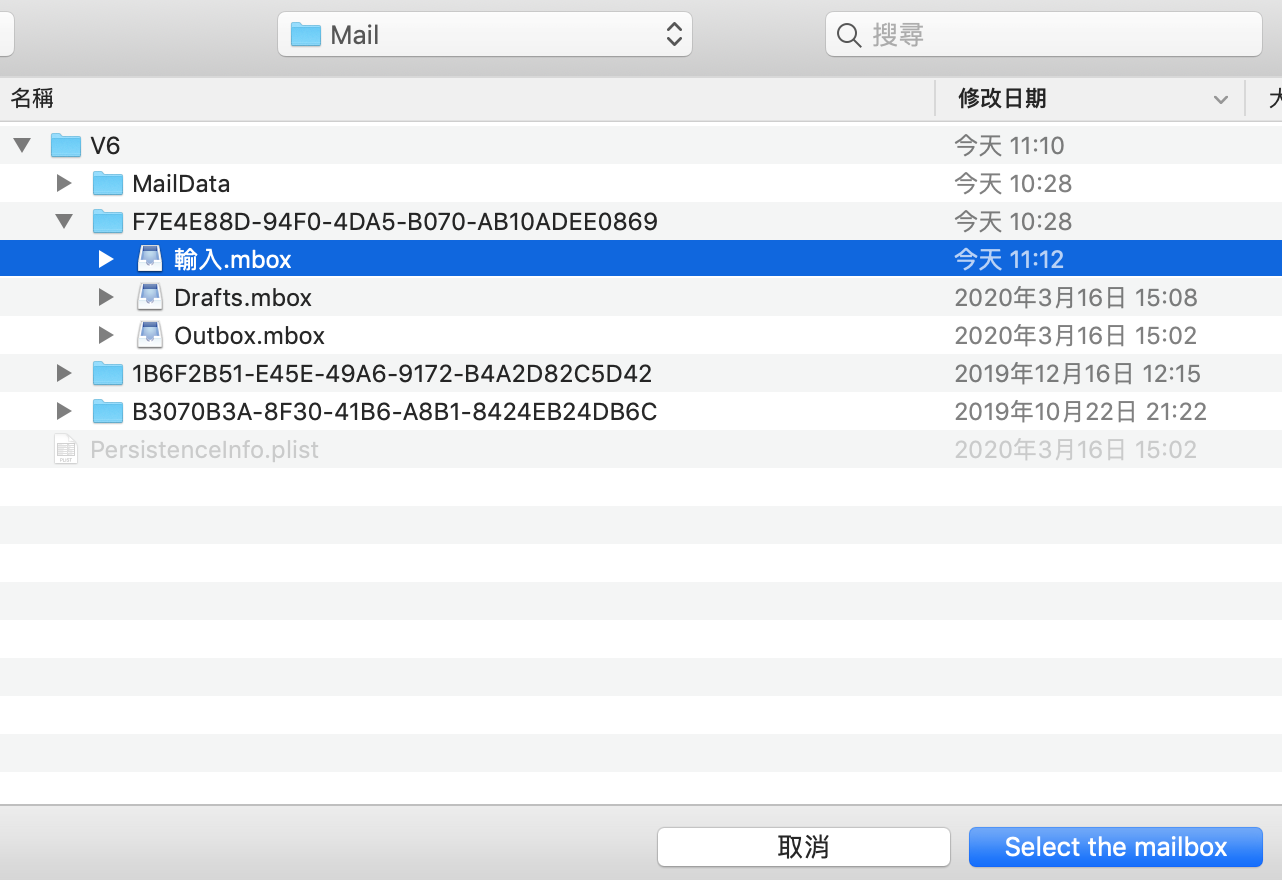 Mail
搜尋
名稱 修改日期
V6 今天 11:10
MailData 今天 10:28
F7E4E88D-94F0-4DA5-B070-AB10ADEE0869 今天 10:28
輸入.mbox 今天 11:12
Drafts.mbox 2020年3月16日 15:08
Outbox.mbox 2020年3月16日 15:02
1B6F2B51-E45E-49A6-9172-B4A2D82C5D42 2019年12月16日 12:15
B3070B3A-8F30-41B6-A8B1-8424EB24DB6C 2019年10月22日 21:22
PersistenceInfo.plist 2020年3月16日 15:02
取消 Select the mailbox